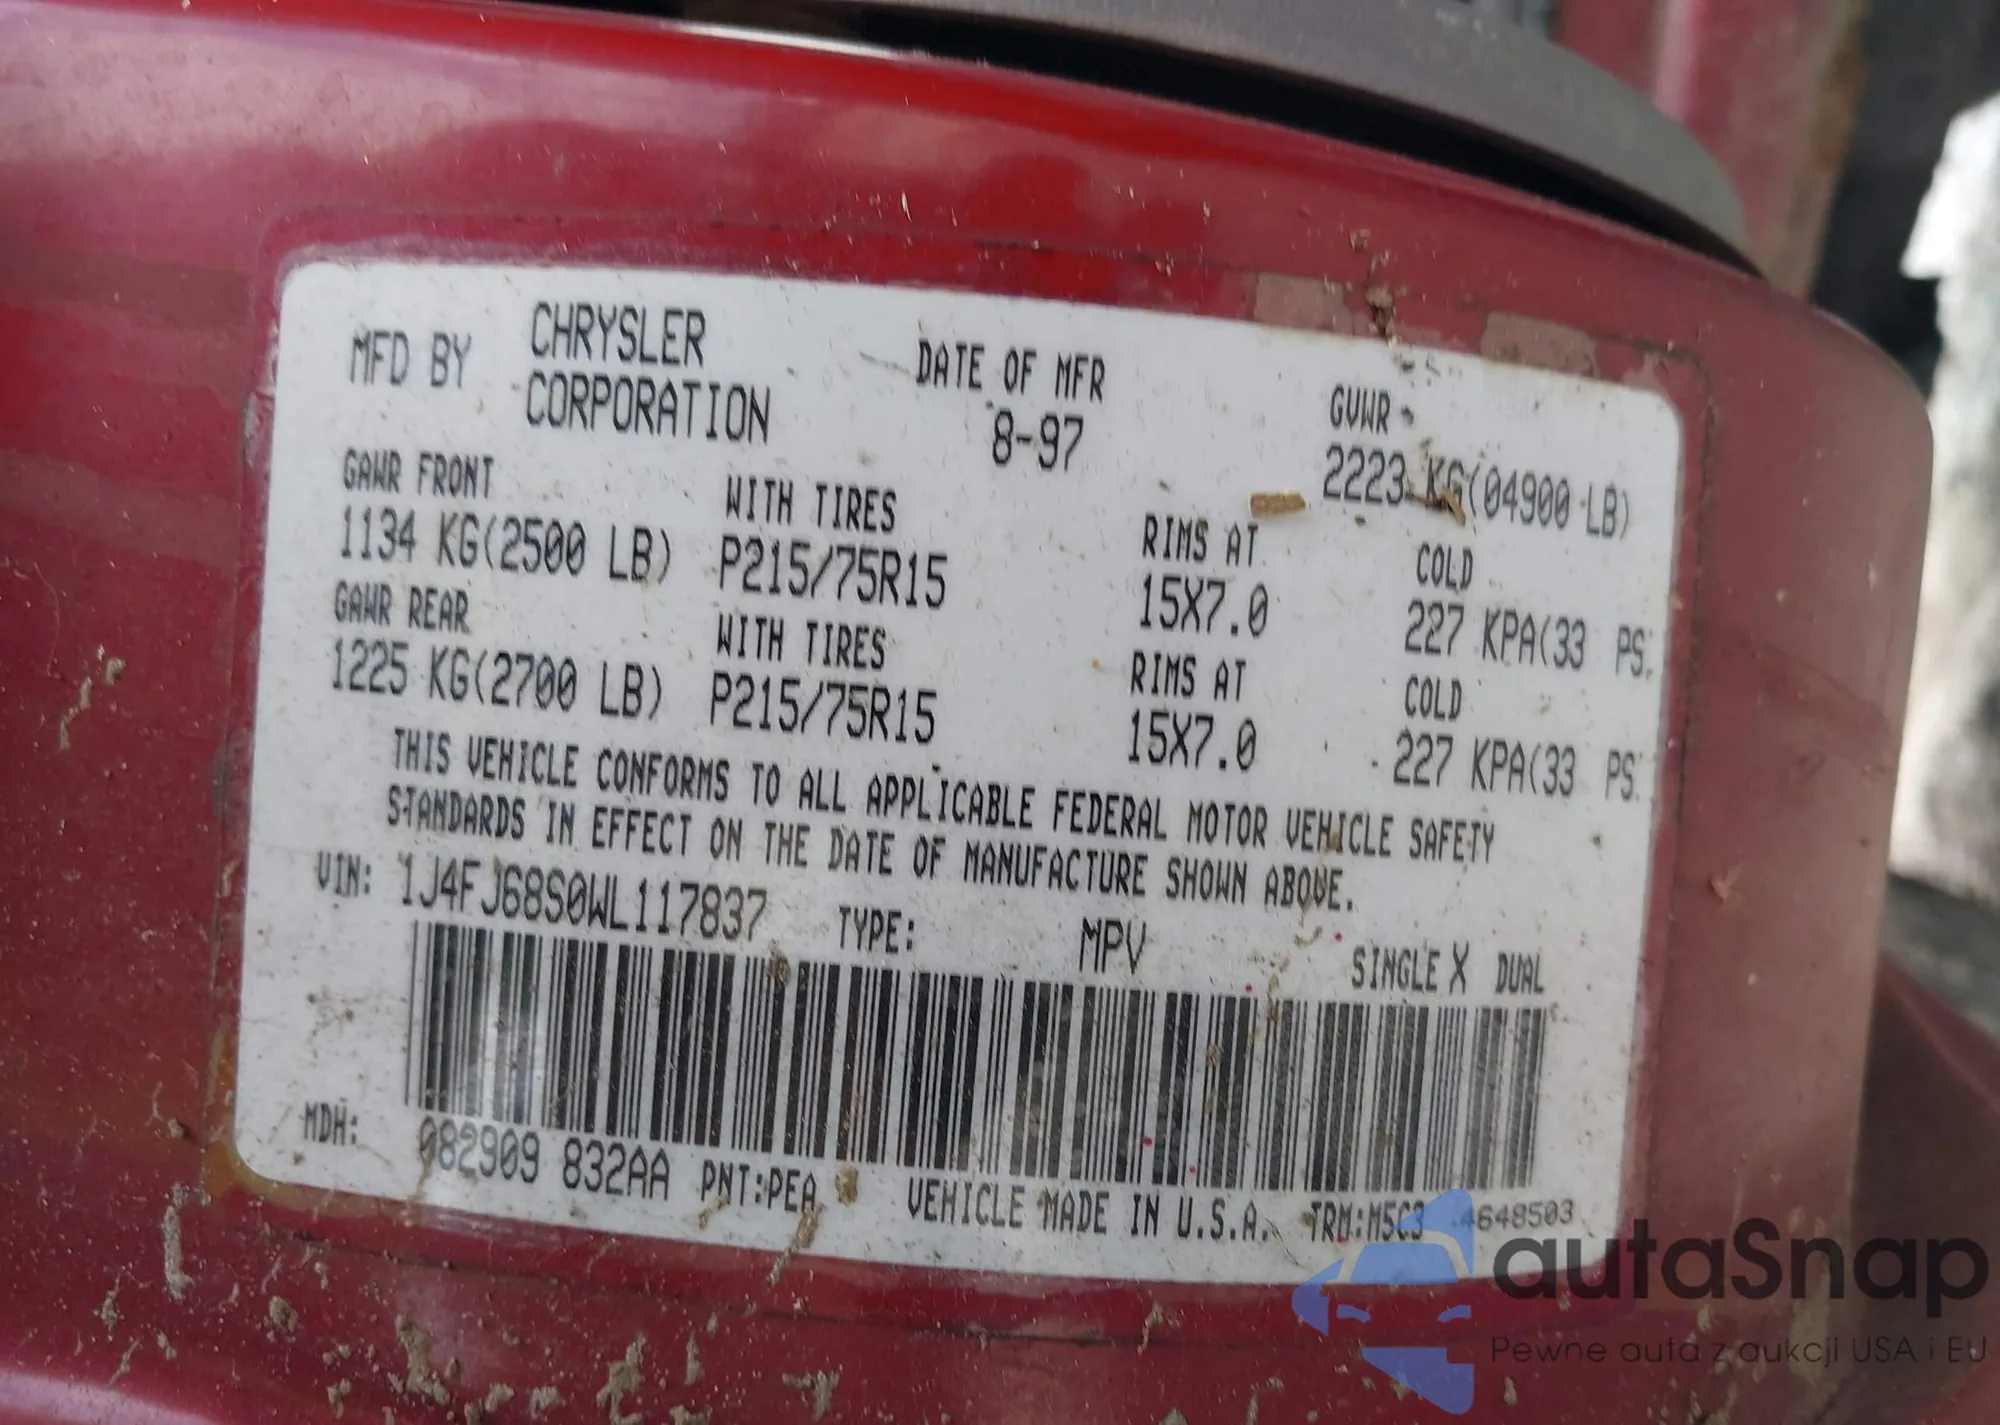 MFD BY CHRYSLER CORPORATION DATE OF MFR 8-97 GVWR 2223 KG(04900 LB)
GAWR FRONT WITH TIRES RIMS AT COLD
1134 KG(2500 LB) P215/75R15 15X7.0 227 KPA(33 PS
GAWR REAR WITH TIRES RIMS AT COLD
1225 KG(2700 LB) P215/75R15 15X7.0 227 KPA(33 PS
THIS VEHICLE CONFORMS TO ALL APPLICABLE FEDERAL MOTOR VEHICLE SAFETY
STANDARDS IN EFFECT ON THE DATE OF MANUFACTURE SHOWN ABOVE.
VIN: 1J4FJ68S0WL117837 TYPE: MPV SINGLE X DUAL
MDH: 082909 832AA PNT:PEA VEHICLE MADE IN U.S.A. TRM:M5C3 4648503
autaSnap
Pewne auta z aukcji USA i EU